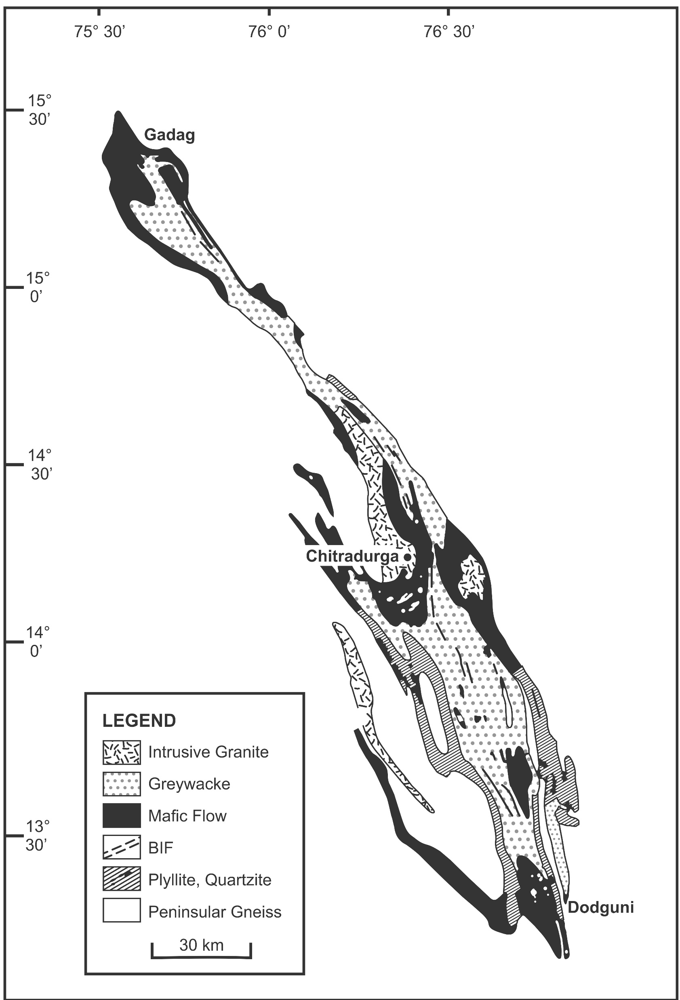 75° 30’
76° 0’
76° 30’
15°
30’
Gadag
15°
0’
14°
30’
Chitradurga
14°
0’
13°
30’
Dodguni
LEGEND
Intrusive Granite
Greywacke
Mafic Flow
BIF
Plyllite, Quartzite
Peninsular Gneiss
30 km